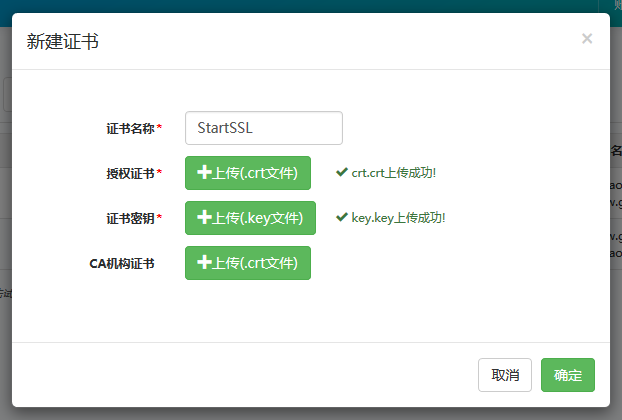 新建证书 ×
证书名称* StartSSL
授权证书* +上传(.crt文件) ✔ crt.crt上传成功!
证书密钥* +上传(.key文件) ✔ key.key上传成功!
CA机构证书 +上传(.crt文件)
取消 确定